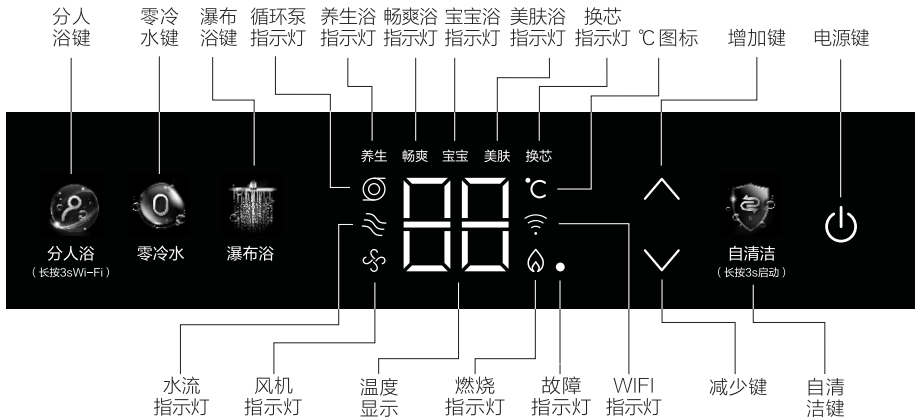 分人
浴键
零冷
水键
瀑布
浴键
循环泵
指示灯
养生浴
指示灯
畅爽浴
指示灯
宝宝浴
指示灯
美肤浴
指示灯
换芯
指示灯
℃图标
增加键
电源键
养生 畅爽 宝宝 美肤 换芯
88
℃
0
分人浴
(长按3sWi-Fi)
零冷水
瀑布浴
自清洁
(长按3s启动)
水流
指示灯
风机
指示灯
温度
显示
燃烧
指示灯
故障
指示灯
WIFI
指示灯
减少键
自清
洁键